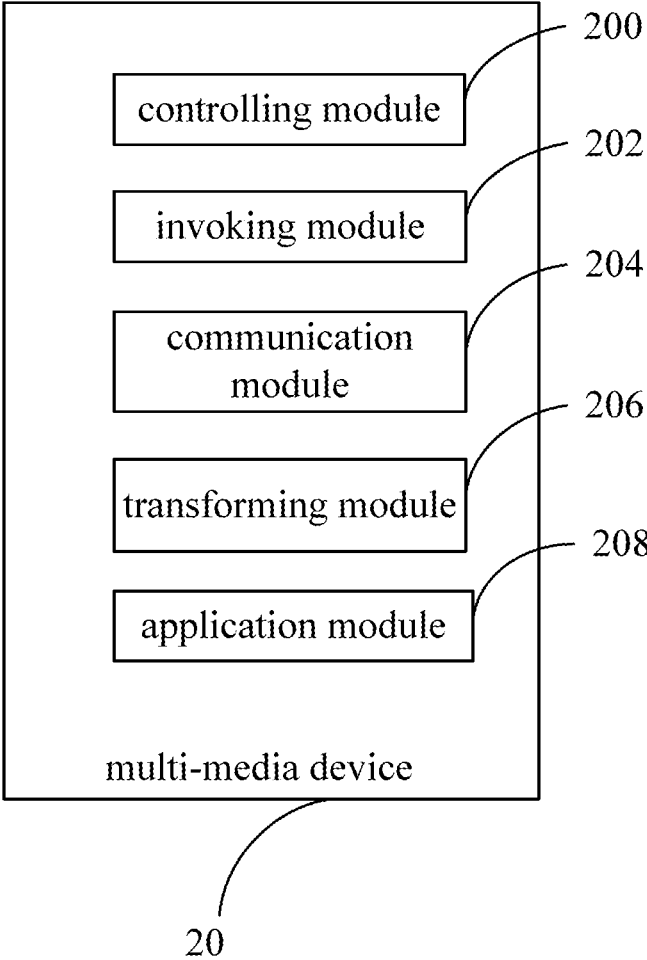 200
controlling module
202
invoking module
204
communication
module
206
transforming module
208
application module
multi-media device
20